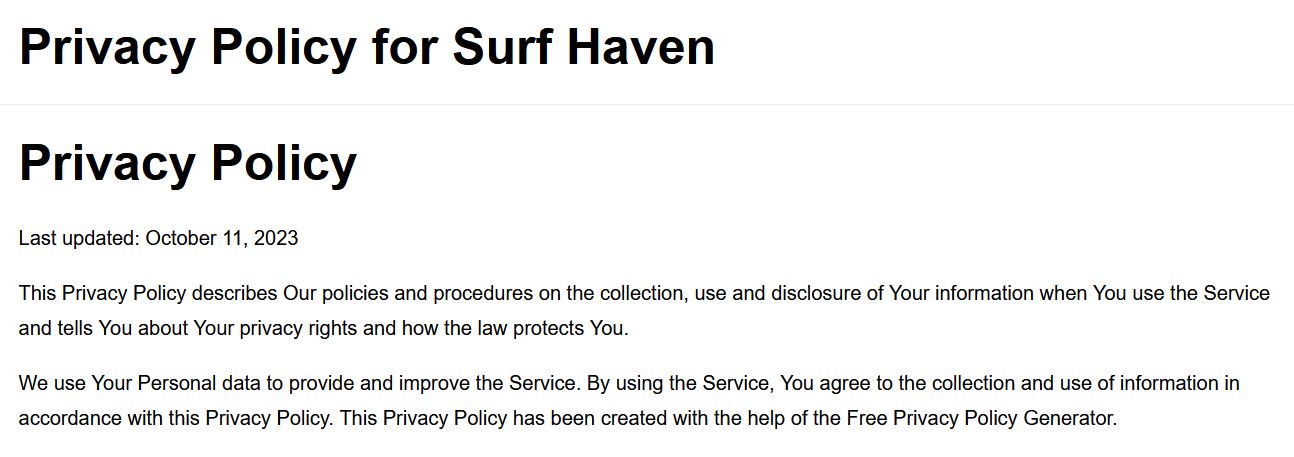 Privacy Policy for Surf Haven
Privacy Policy
Last updated: October 11, 2023
This Privacy Policy describes Our policies and procedures on the collection, use and disclosure of Your information when You use the Service
and tells You about Your privacy rights and how the law protects You.
We use Your Personal data to provide and improve the Service. By using the Service, You agree to the collection and use of information in
accordance with this Privacy Policy. This Privacy Policy has been created with the help of the Free Privacy Policy Generator.